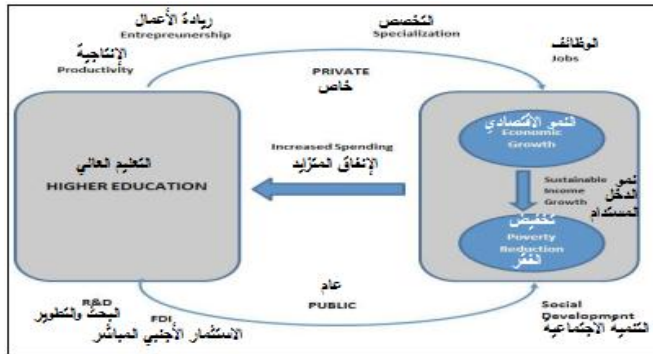 ريادة الأعمال
Entrepreunership
التخصص
Specialization
الوظائف
Jobs
الإنتاجية
Productivity
PRIVATE
خاص
النمو الاقتصادي
Economic
Growth
التعليم العالي
HIGHER EDUCATION
Increased Spending
الإنفاق المتزايد
Sustainable
Income
Growth
نمو
الدخل
المستدام
تخفيض
Poverty
Reduction
الفقر
عام
PUBLIC
R&D
البحث والتطوير
FDI
الاستثمار الأجنبي المباشر
Social
Development
التنمية الاجتماعية